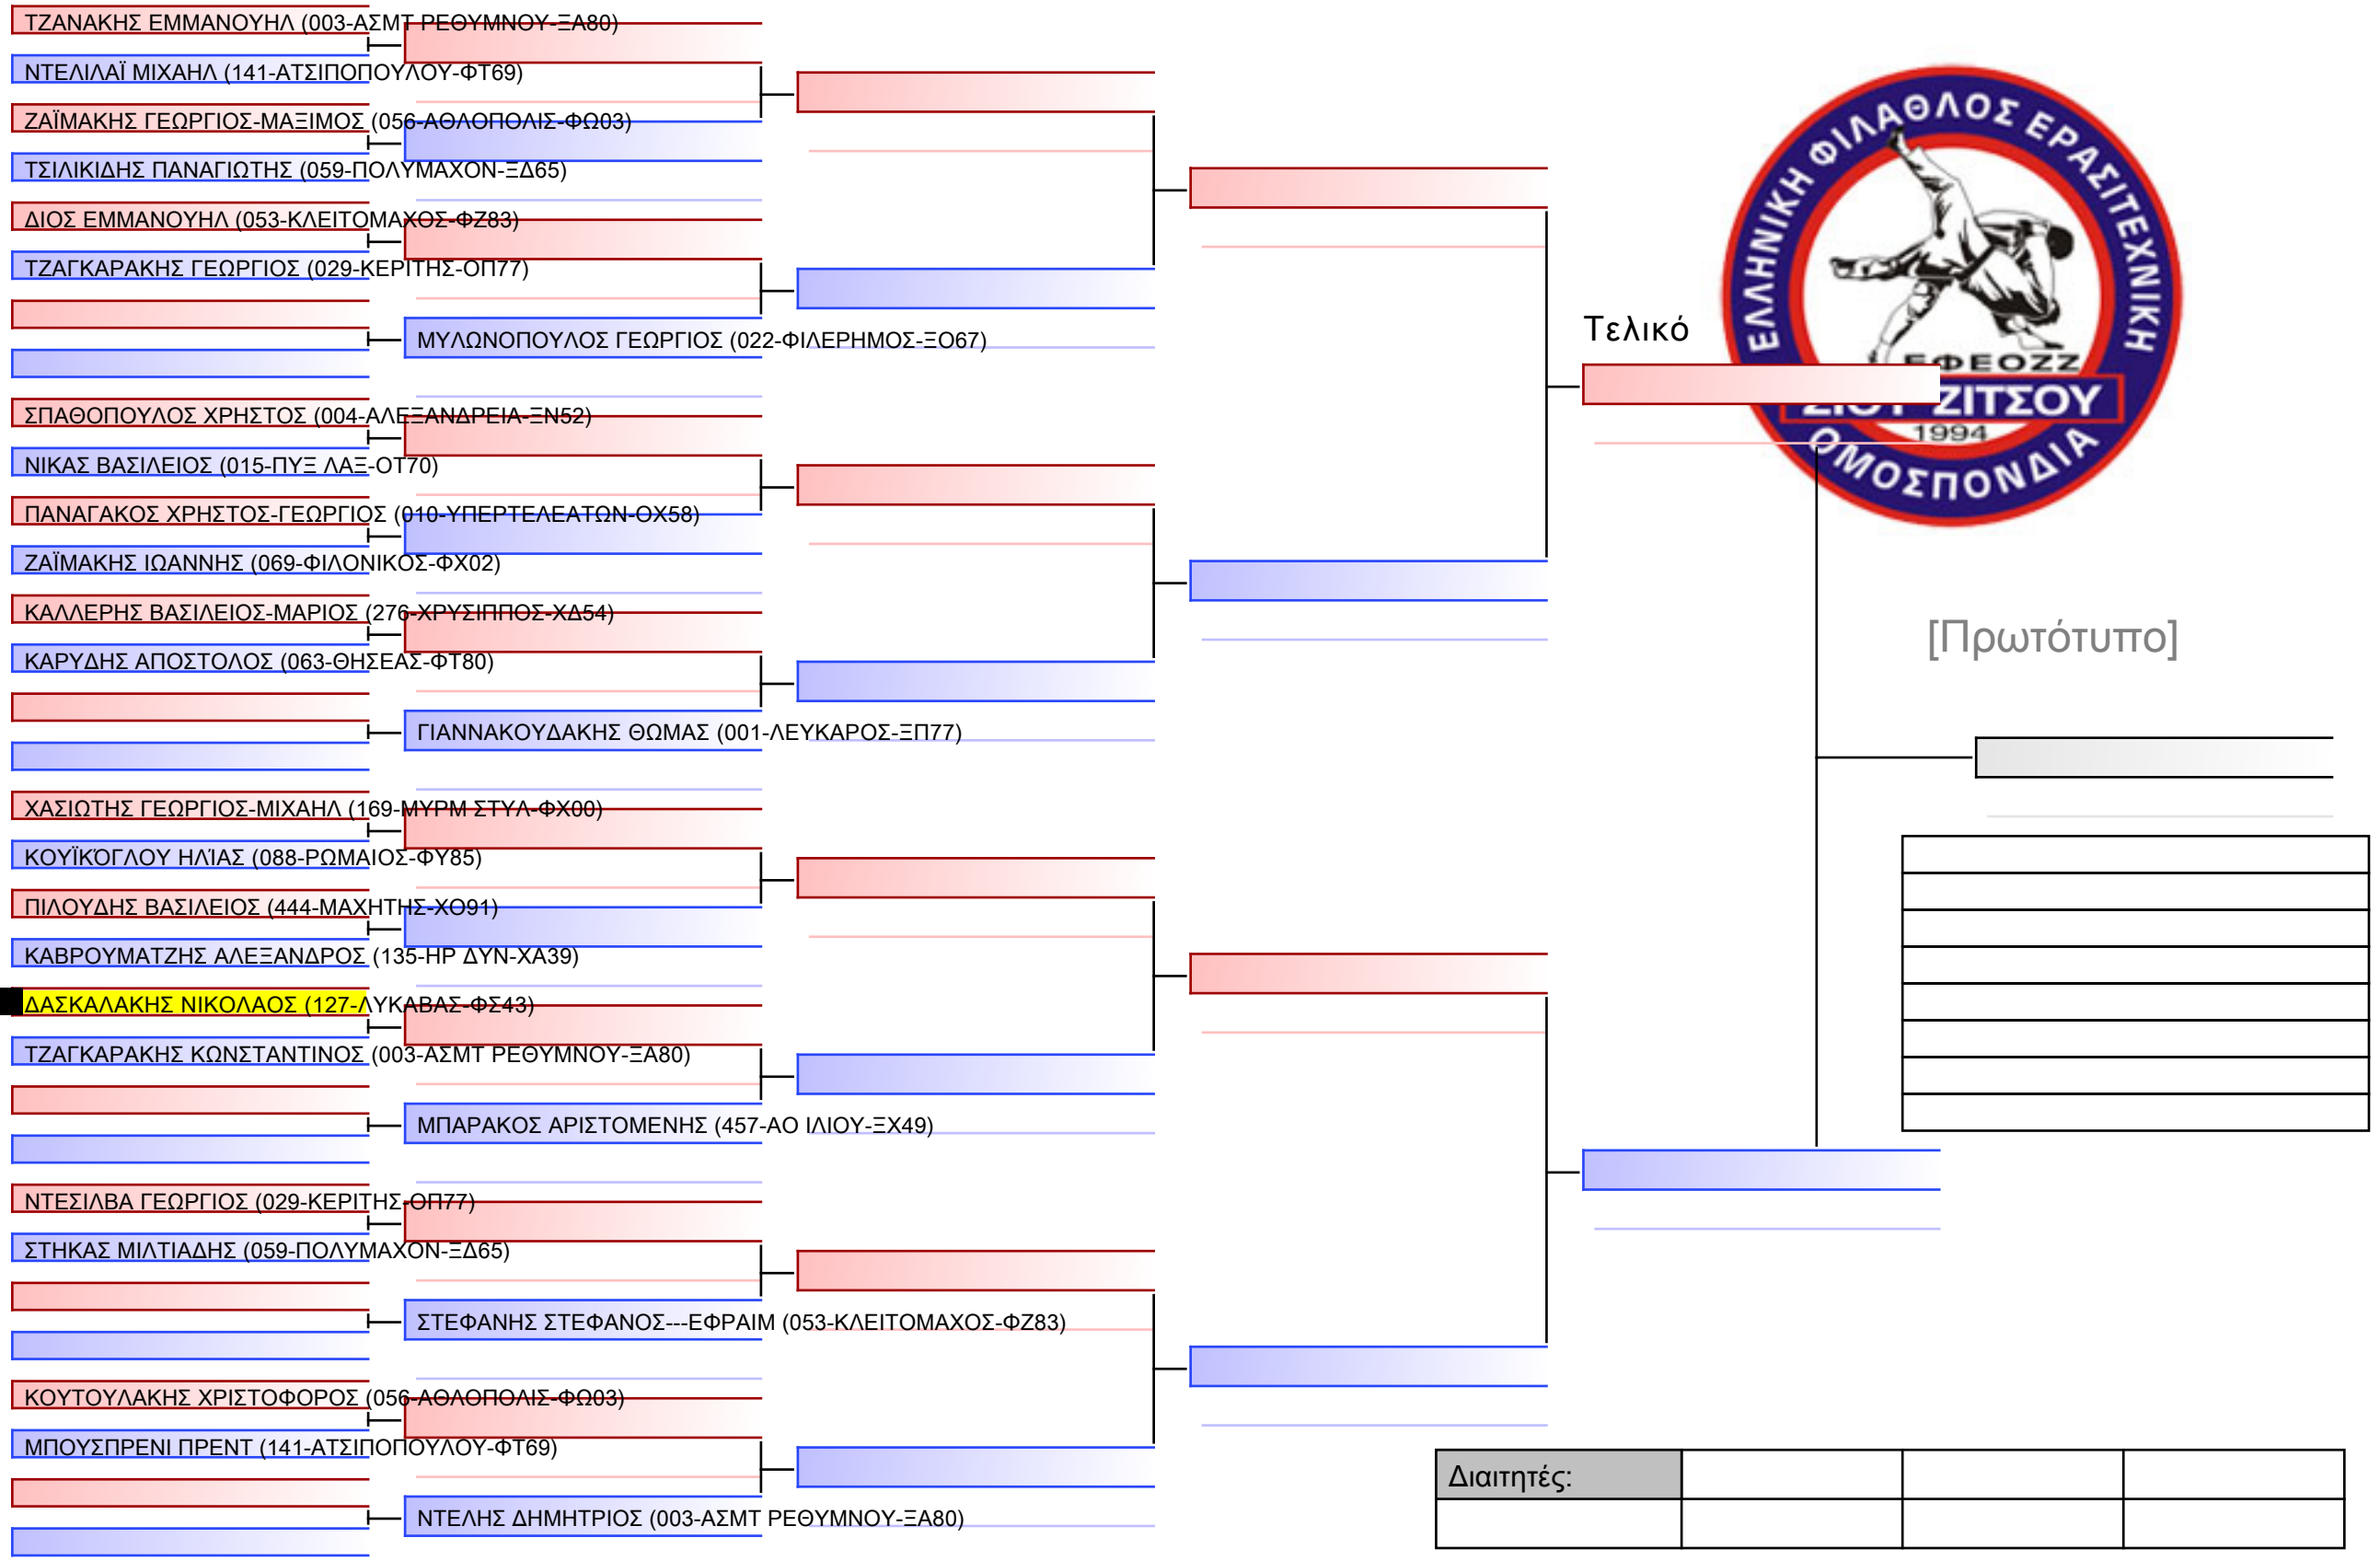 ΤΖΑΝΑΚΗΣ ΕΜΜΑΝΟΥΗΛ (003-ΑΣΜΤ ΡΕΘΥΜΝΟΥ-ΞΑ80)
ΝΤΕΛΙΛΑΪ ΜΙΧΑΗΛ (141-ΑΤΣΙΠΟΠΟΥΛΟΥ-ΦΤ69)
ΖΑΪΜΑΚΗΣ ΓΕΩΡΓΙΟΣ-ΜΑΞΙΜΟΣ (056-ΑΘΛΟΠΟΛΙΣ-ΦΩ03)
ΤΣΙΛΙΚΙΔΗΣ ΠΑΝΑΓΙΩΤΗΣ (059-ΠΟΛΥΜΑΧΟΝ-ΞΔ65)
ΔΙΟΣ ΕΜΜΑΝΟΥΗΛ (053-ΚΛΕΙΤΟΜΑΧΟΣ-ΦΖ83)
ΤΖΑΓΚΑΡΑΚΗΣ ΓΕΩΡΓΙΟΣ (029-ΚΕΡΙΤΗΣ-ΟΠ77)
ΜΥΛΩΝΟΠΟΥΛΟΣ ΓΕΩΡΓΙΟΣ (022-ΦΙΛΕΡΗΜΟΣ-ΞΟ67)
ΣΠΑΘΟΠΟΥΛΟΣ ΧΡΗΣΤΟΣ (004-ΑΛΕΞΑΝΔΡΕΙΑ-ΞΝ52)
ΝΙΚΑΣ ΒΑΣΙΛΕΙΟΣ (015-ΠΥΞ ΛΑΞ-ΟΤ70)
ΠΑΝΑΓΑΚΟΣ ΧΡΗΣΤΟΣ-ΓΕΩΡΓΙΟΣ (010-ΥΠΕΡΤΕΛΕΑΤΩΝ-ΟΧ58)
ΖΑΪΜΑΚΗΣ ΙΩΑΝΝΗΣ (069-ΦΙΛΟΝΙΚΟΣ-ΦΧ02)
ΚΑΛΛΕΡΗΣ ΒΑΣΙΛΕΙΟΣ-ΜΑΡΙΟΣ (276-ΧΡΥΣΙΠΠΟΣ-ΧΔ54)
ΚΑΡΥΔΗΣ ΑΠΟΣΤΟΛΟΣ (063-ΘΗΣΕΑΣ-ΦΤ80)
ΓΙΑΝΝΑΚΟΥΔΑΚΗΣ ΘΩΜΑΣ (001-ΛΕΥΚΑΡΟΣ-ΞΠ77)
ΧΑΣΙΩΤΗΣ ΓΕΩΡΓΙΟΣ-ΜΙΧΑΗΛ (169-ΜΥΡΜ ΣΤΥΛ-ΦΧ00)
ΚΟΥΪΚΌΓΛΟΥ ΗΛΊΑΣ (088-ΡΩΜΑΙΟΣ-ΦΥ85)
ΠΙΛΟΥΔΗΣ ΒΑΣΙΛΕΙΟΣ (444-ΜΑΧΗΤΗΣ-ΧΟ91)
ΚΑΒΡΟΥΜΑΤΖΗΣ ΑΛΕΞΑΝΔΡΟΣ (135-ΗΡ ΔΥΝ-ΧΑ39)
ΔΑΣΚΑΛΑΚΗΣ ΝΙΚΟΛΑΟΣ (127-ΛΥΚΑΒΑΣ-ΦΣ43)
ΤΖΑΓΚΑΡΑΚΗΣ ΚΩΝΣΤΑΝΤΙΝΟΣ (003-ΑΣΜΤ ΡΕΘΥΜΝΟΥ-ΞΑ80)
ΜΠΑΡΑΚΟΣ ΑΡΙΣΤΟΜΕΝΗΣ (457-ΑΟ ΙΛΙΟΥ-ΞΧ49)
ΝΤΕΣΙΛΒΑ ΓΕΩΡΓΙΟΣ (029-ΚΕΡΙΤΗΣ-ΟΠ77)
ΣΤΗΚΑΣ ΜΙΛΤΙΑΔΗΣ (059-ΠΟΛΥΜΑΧΟΝ-ΞΔ65)
ΣΤΕΦΑΝΗΣ ΣΤΕΦΑΝΟΣ---ΕΦΡΑΙΜ (053-ΚΛΕΙΤΟΜΑΧΟΣ-ΦΖ83)
ΚΟΥΤΟΥΛΑΚΗΣ ΧΡΙΣΤΟΦΟΡΟΣ (056-ΑΘΛΟΠΟΛΙΣ-ΦΩ03)
ΜΠΟΥΣΠΡΕΝΙ ΠΡΕΝΤ (141-ΑΤΣΙΠΟΠΟΥΛΟΥ-ΦΤ69)
ΝΤΕΛΗΣ ΔΗΜΗΤΡΙΟΣ (003-ΑΣΜΤ ΡΕΘΥΜΝΟΥ-ΞΑ80)
Τελικό
ΕΛΛΗΝΙΚΗ ΦΙΛΑΘΛΟΣ ΕΡΑΣΙΤΕΧΝΙΚΗ
ΕΦΕΟΖΖ
ΖΙΟΥ ΖΙΤΣΟΥ
1994
ΟΜΟΣΠΟΝΔΙΑ
[Πρωτότυπο]
Διαιτητές: